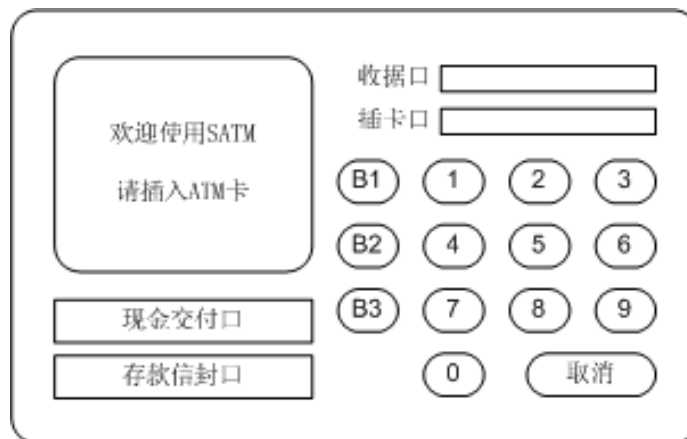 欢迎使用SATM
请插入ATM卡
收据口
插卡口
B1 1 2 3
B2 4 5 6
B3 7 8 9
0 取消
现金交付口
存款信封口